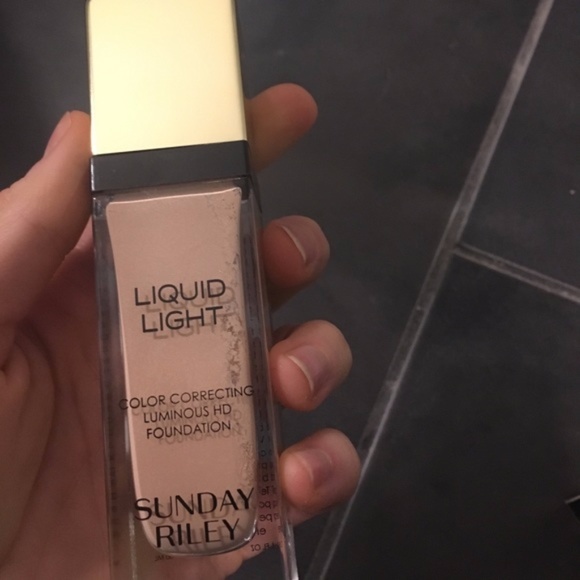 LIQUID
LIGHT
COLOR CORRECTING
LUMINOUS HD
FOUNDATION
SUNDAY
RILEY